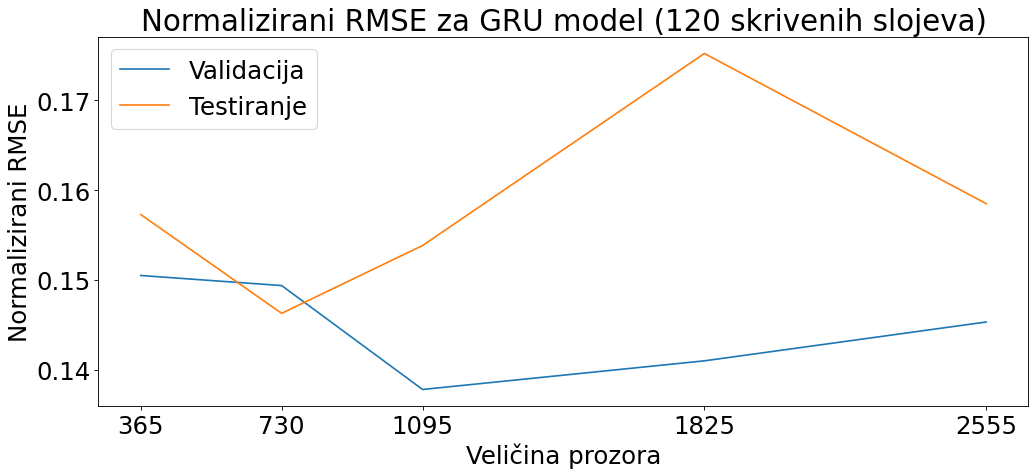 Normalizirani RMSE za GRU model (120 skrivenih slojeva)
Validacija
Testiranje
Normalizirani RMSE
0.17
0.16
0.15
0.14
365 730 1095 1825 2555
Veličina prozora